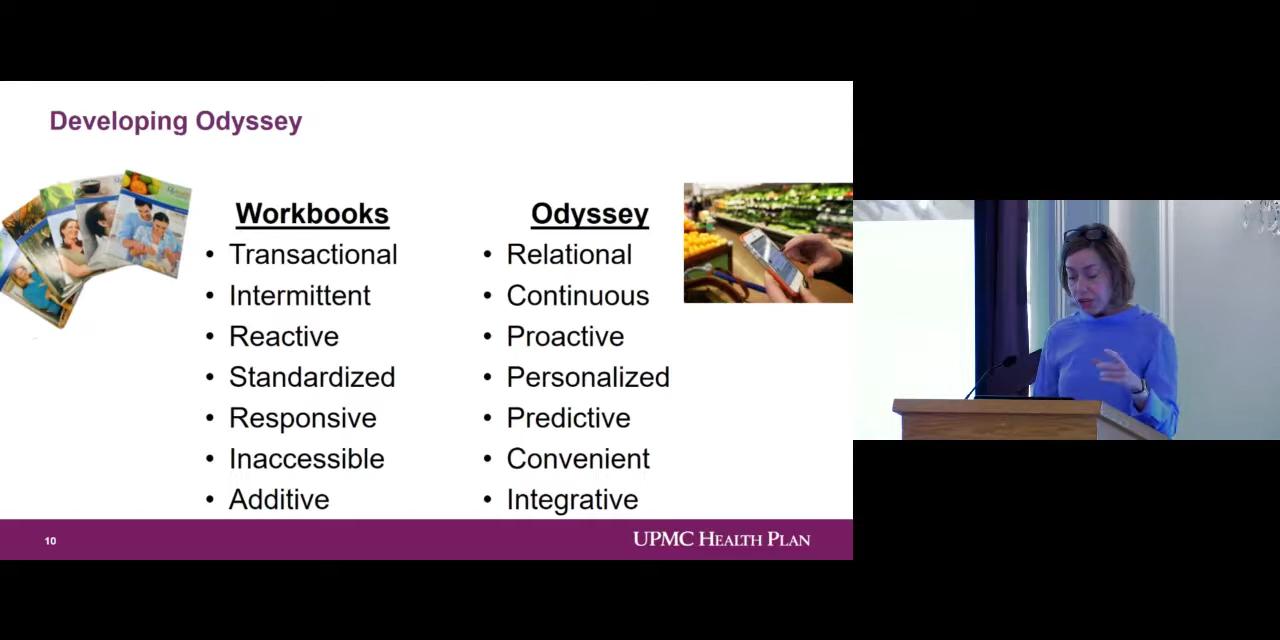 Developing Odyssey
Workbooks
• Transactional
• Intermittent
• Reactive
• Standardized
• Responsive
• Inaccessible
• Additive
Odyssey
• Relational
• Continuous
• Proactive
• Personalized
• Predictive
• Convenient
• Integrative
10
UPMC HEALTH PLAN